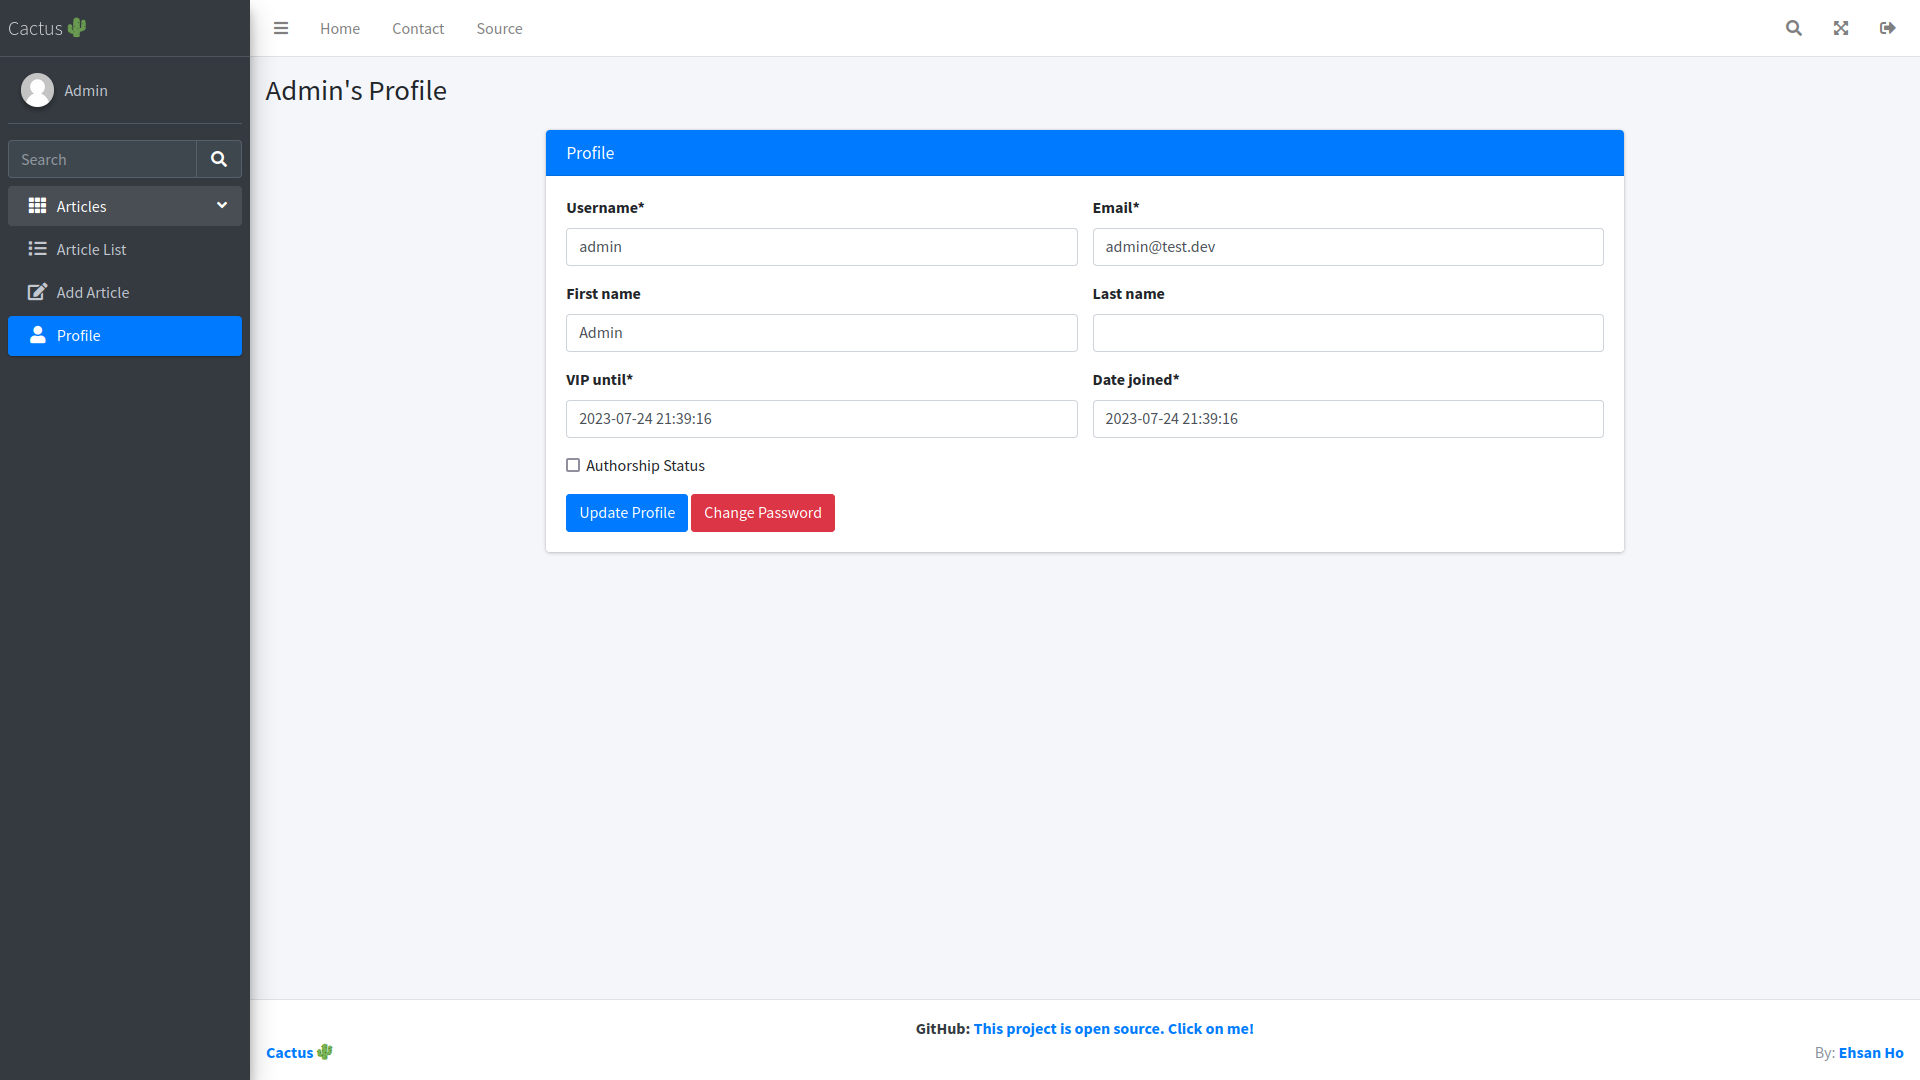 Cactus
Admin
Search
Articles
Article List
Add Article
Profile
Home Contact Source
Admin's Profile
Profile
Username* Email*
admin admin@test.dev
First name Last name
Admin
VIP until* Date joined*
2023-07-24 21:39:16 2023-07-24 21:39:16
Authorship Status
Update Profile Change Password
GitHub: This project is open source. Click on me!
Cactus
By: Ehsan Ho